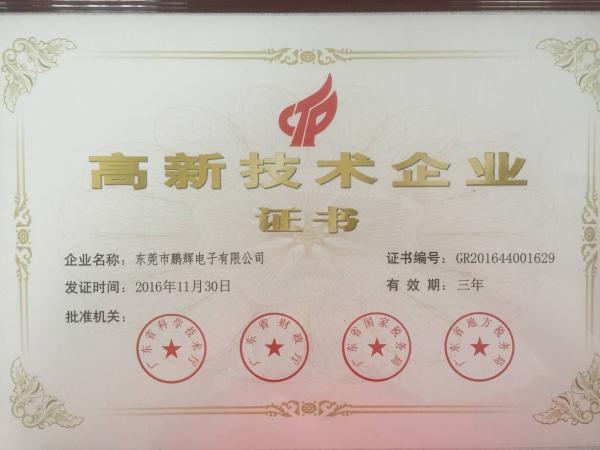 CTP
高新技术企业
证书
企业名称：东莞市鹏辉电子有限公司 证书编号：GR201644001629
发证时间：2016年11月30日 有效期：三年
批准机关：
广东省科学技术厅 广东省财政厅 广东省国家税务局 广东省地方税务局